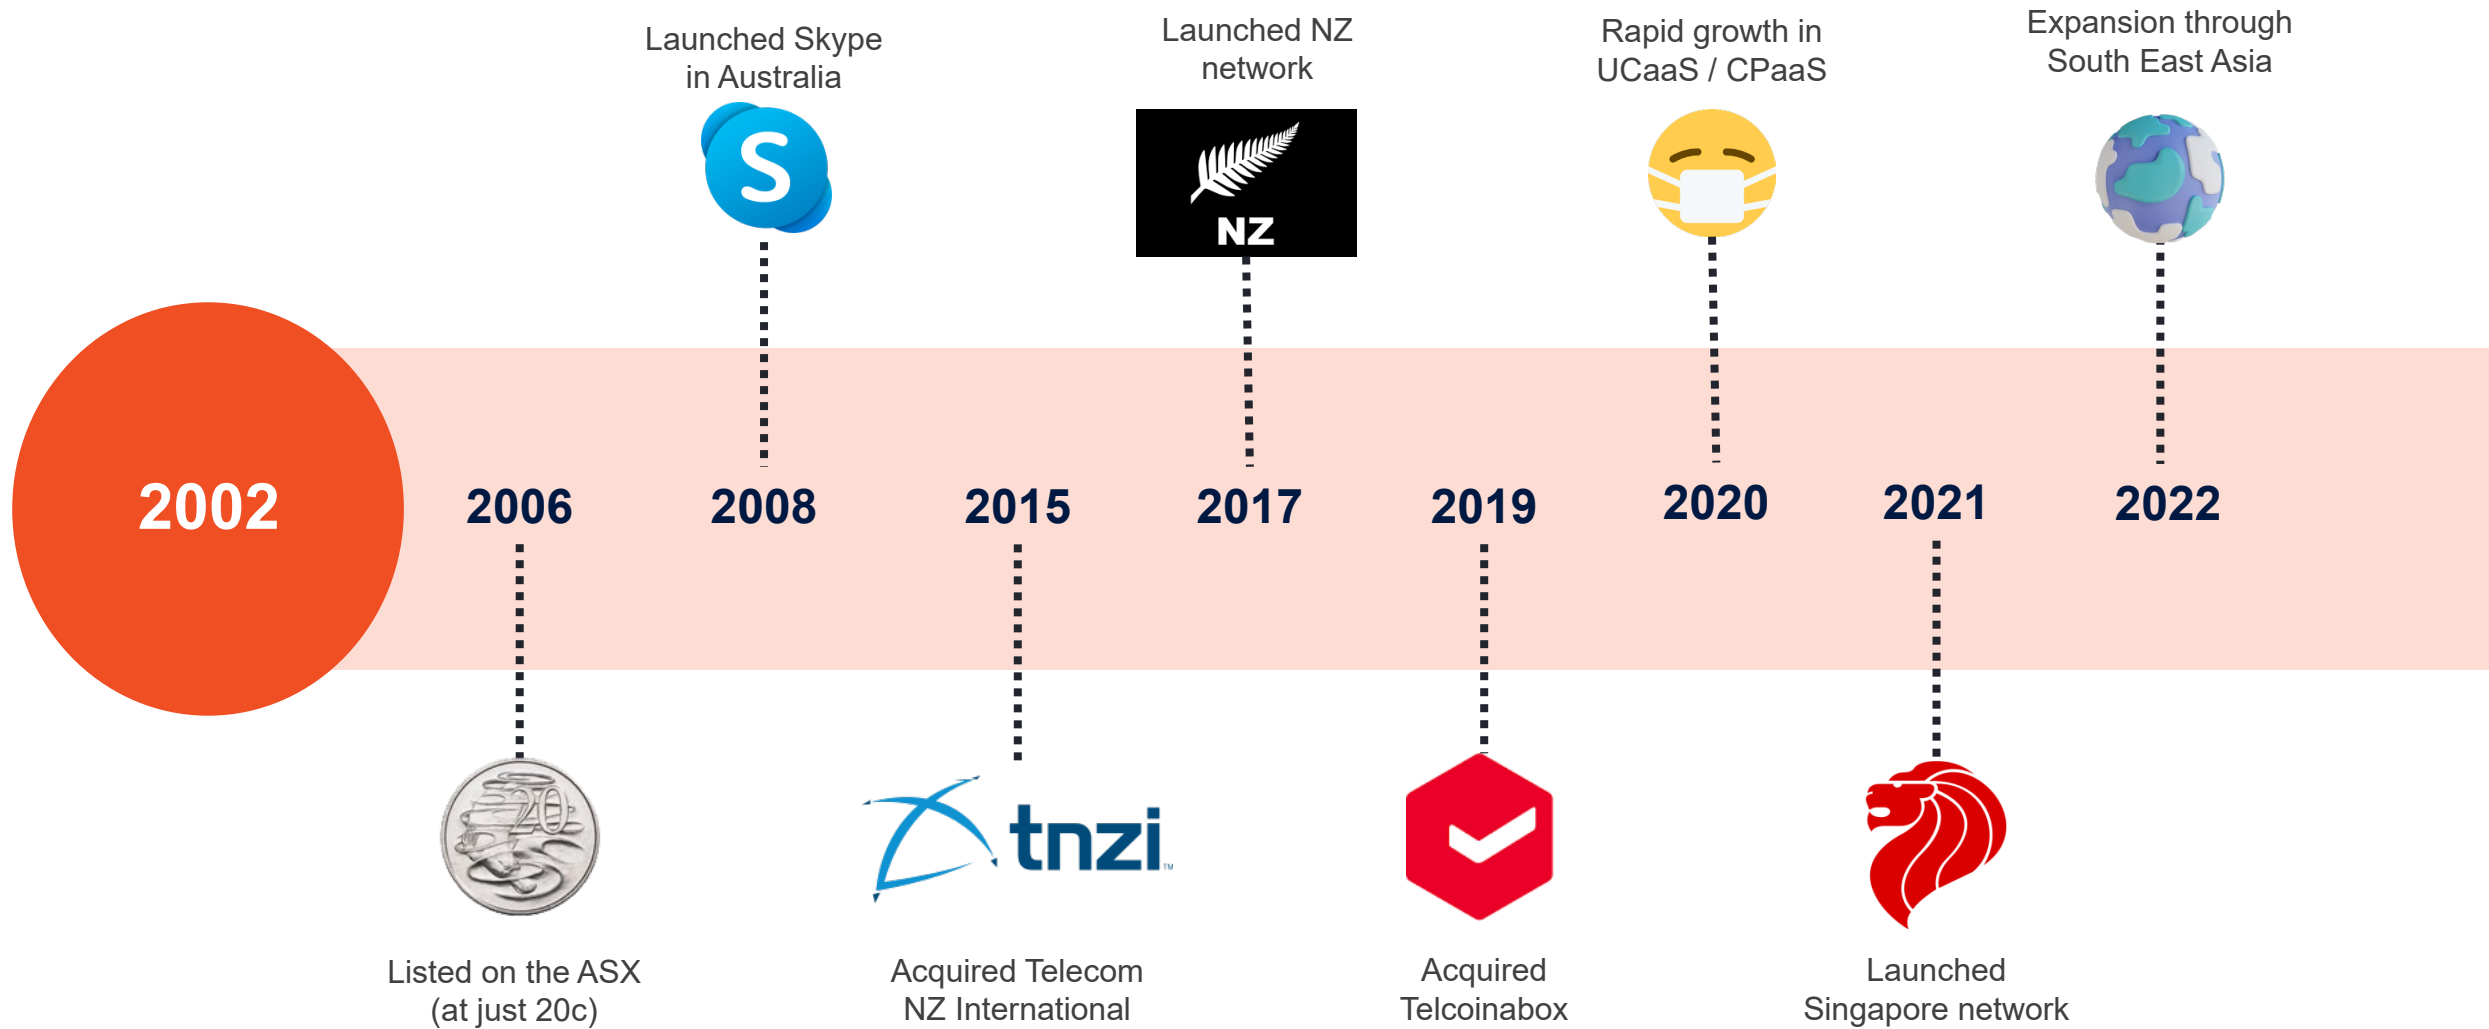 Launched Skype
in Australia
S
Launched NZ
network
NZ
Rapid growth in
UCaaS / CPaaS
Expansion through
South East Asia
2002
2006
2008
2015
2017
2019
2020
2021
2022
20
Listed on the ASX
(at just 20c)
tnzi™
Acquired Telecom
NZ International
Acquired
Telcoinabox
Launched
Singapore network